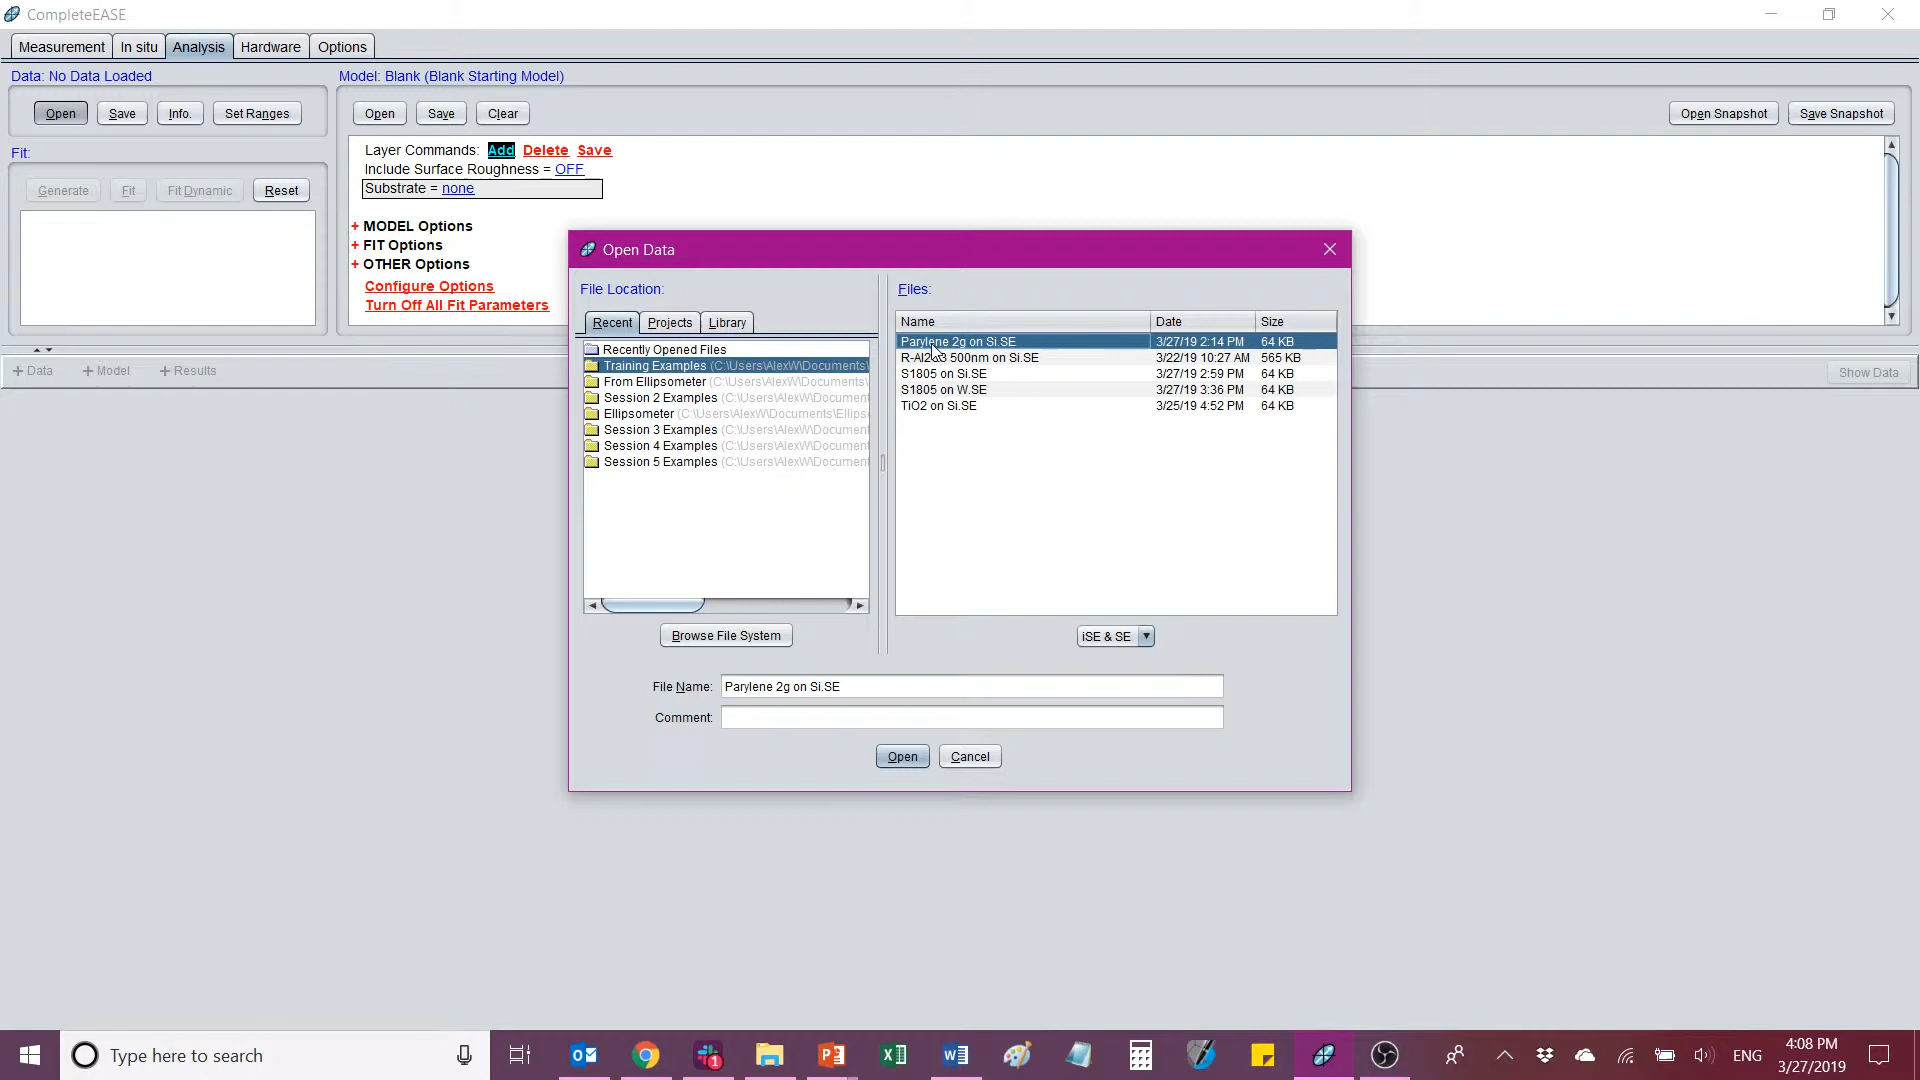 CompleteEASE
Measurement In situ Analysis Hardware Options
Data: No Data Loaded
Open Save Info. Set Ranges
Fit:
Generate Fit Fit Dynamic Reset
Model: Blank (Blank Starting Model)
Open Save Clear Open Snapshot Save Snapshot
Layer Commands: Add Delete Save
Include Surface Roughness = OFF
Substrate = none
+ MODEL Options
+ FIT Options
+ OTHER Options
Configure Options
Turn Off All Fit Parameters
+ Data + Model + Results Show Data
Open Data
File Location:
Recent Projects Library
Recently Opened Files
Training Examples (C:\Users\AlexW\Documents\
From Ellipsometer (C:\Users\AlexW\Documents\
Session 2 Examples (C:\Users\AlexW\Document
Ellipsometer (C:\Users\AlexW\Documents\Ellips
Session 3 Examples (C:\Users\AlexW\Document
Session 4 Examples (C:\Users\AlexW\Document
Session 5 Examples (C:\Users\AlexW\Document
Browse File System
Files:
Name Date Size
Parylene 2g on Si.SE 3/27/19 2:14 PM 64 KB
R-Al2O3 500nm on Si.SE 3/22/19 10:27 AM 565 KB
S1805 on Si.SE 3/27/19 2:59 PM 64 KB
S1805 on W.SE 3/27/19 3:36 PM 64 KB
TiO2 on Si.SE 3/25/19 4:52 PM 64 KB
iSE & SE
File Name: Parylene 2g on Si.SE
Comment:
Open Cancel
Type here to search
ENG
4:08 PM
3/27/2019